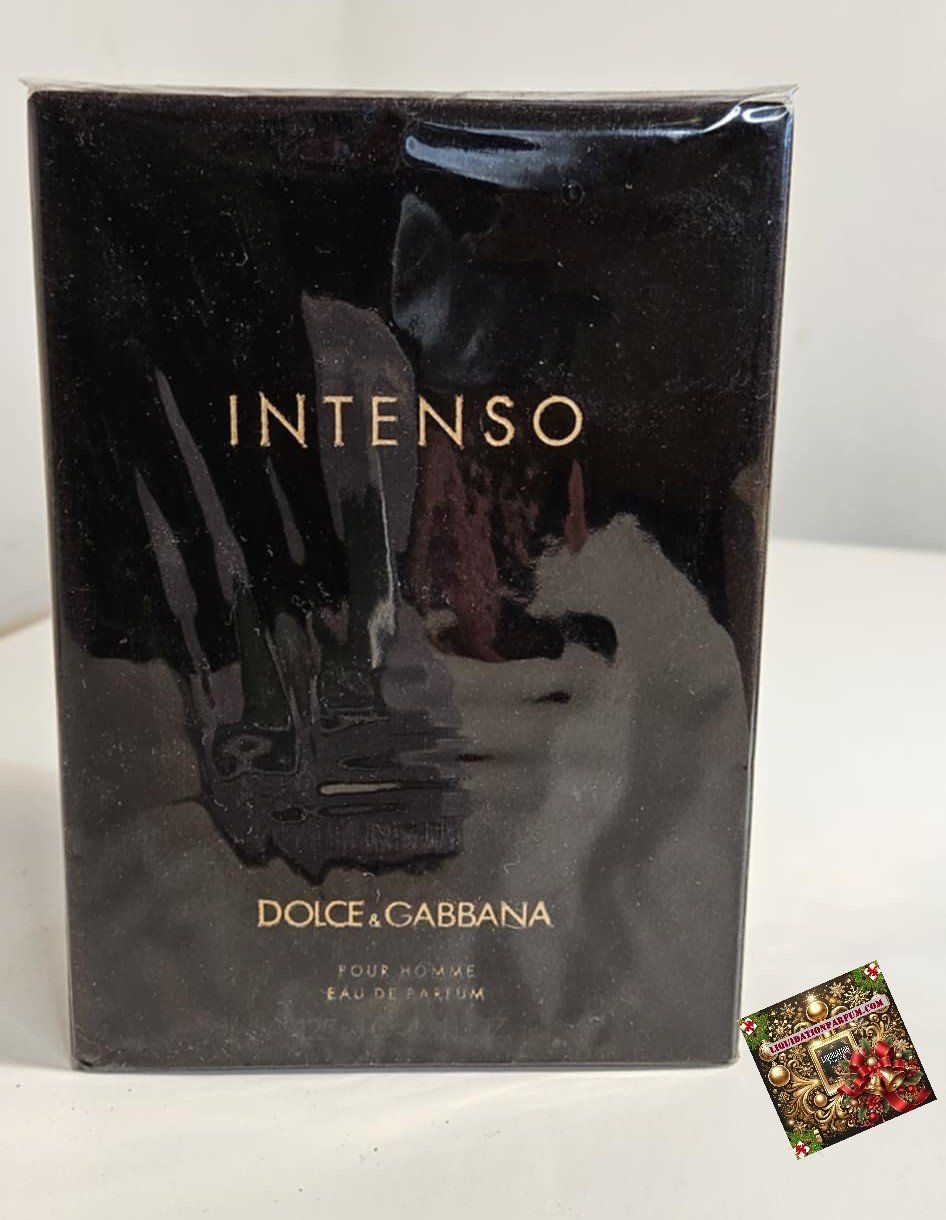 INTENSO
DOLCE & GABBANA
POUR HOMME
EAU DE PARFUM
LIQUIDATIONPARFUM.COM